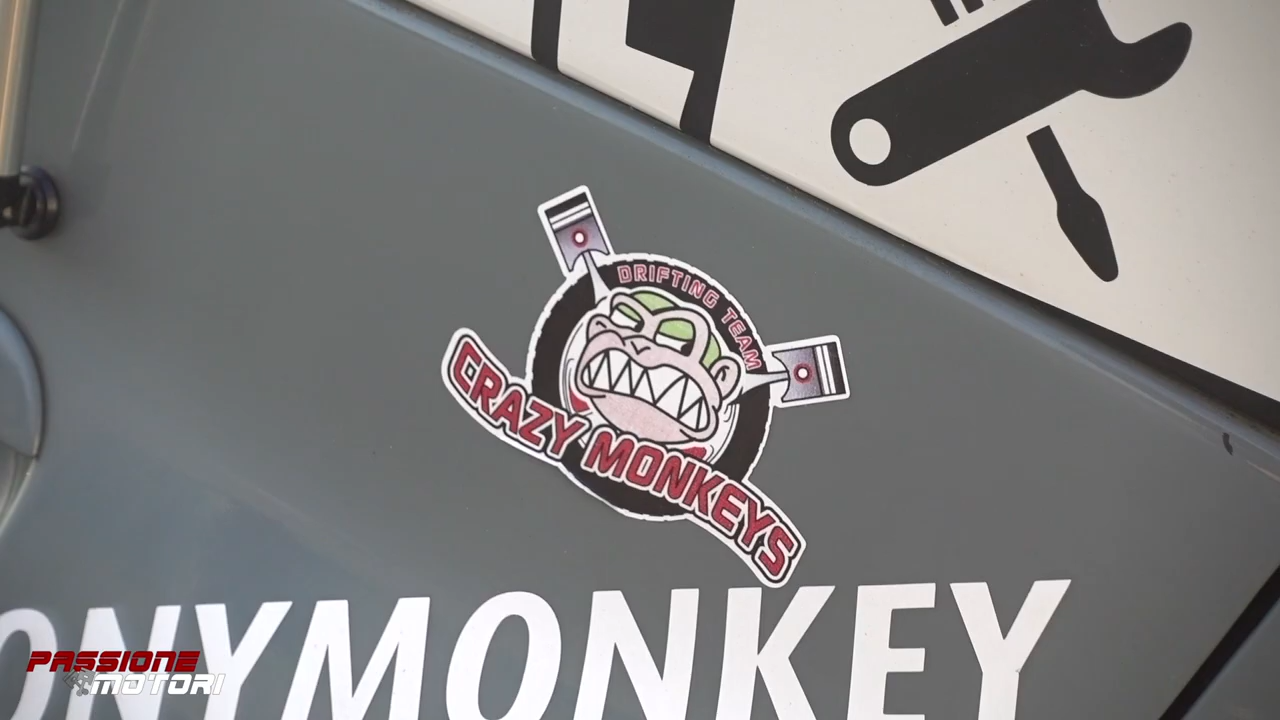 DRIFTING TEAM
CRAZY MONKEYS
ONYMONKEY
PASSIONE
MOTORI